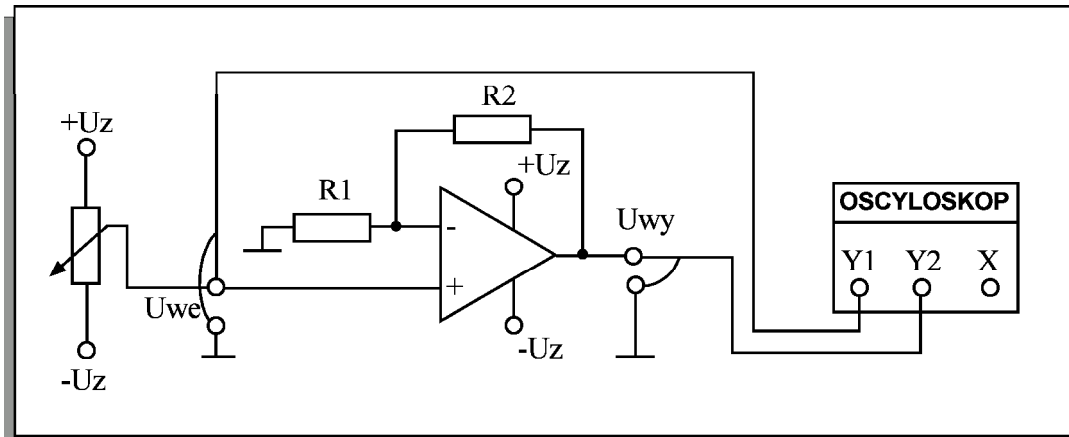 R2
+Uz
+Uz
R1
OSCYLOSKOP
-
Uwy
Y1 Y2 X
+
Uwe
-Uz
-Uz